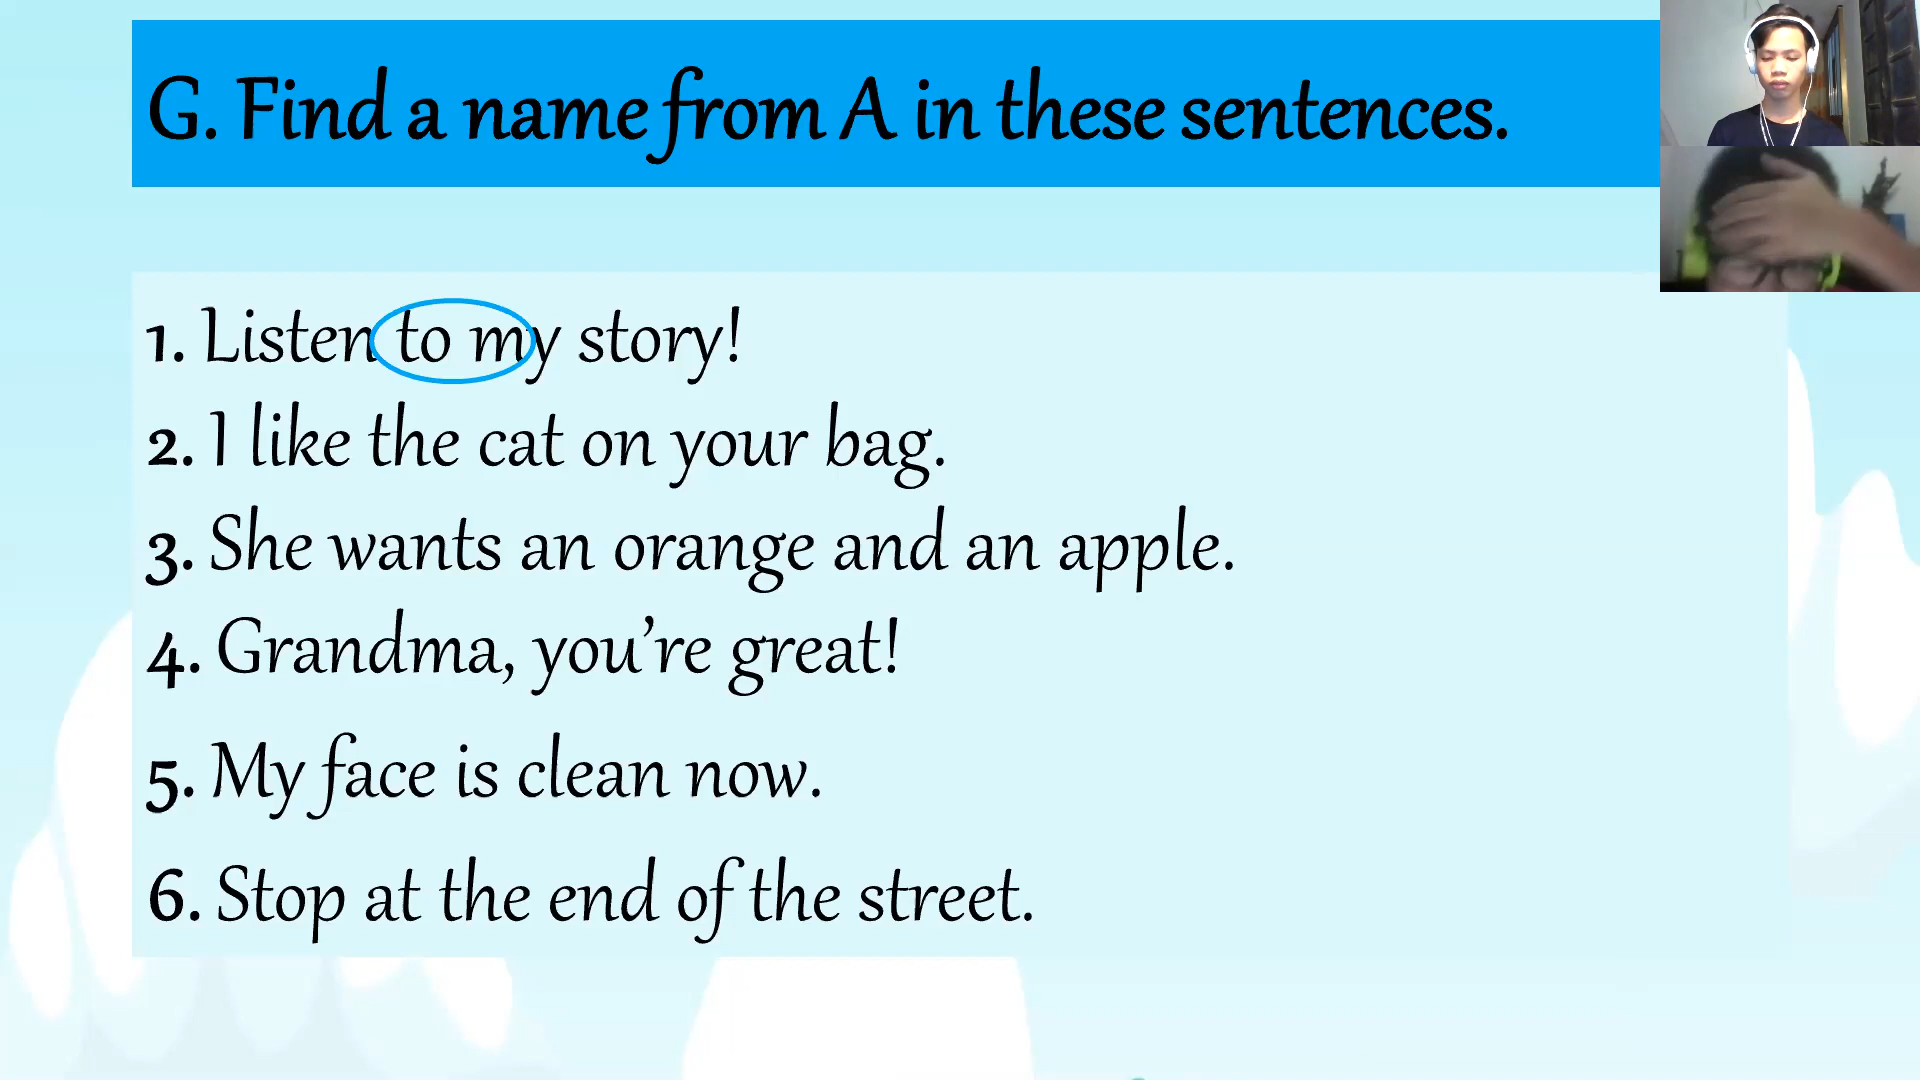 G. Find a name from A in these sentences.
1. Listen to my story!
2. I like the cat on your bag.
3. She wants an orange and an apple.
4. Grandma, you’re great!
5. My face is clean now.
6. Stop at the end of the street.